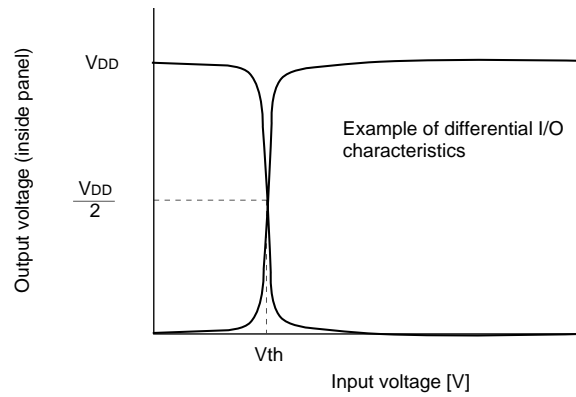 Output voltage (inside panel)
VDD
VDD
2
Example of differential I/O
characteristics
Vth
Input voltage [V]